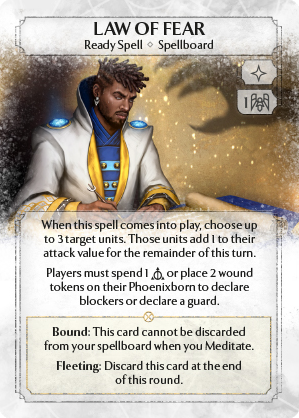 LAW OF FEAR
Ready Spell ⬦ Spellboard
1
When this spell comes into play, choose up
to 3 target units. Those units add 1 to their
attack value for the remainder of this turn.
Players must spend 1 or place 2 wound
tokens on their Phoenixborn to declare
blockers or declare a guard.
Bound: This card cannot be discarded
from your spellboard when you Meditate.
Fleeting: Discard this card at the end
of this round.